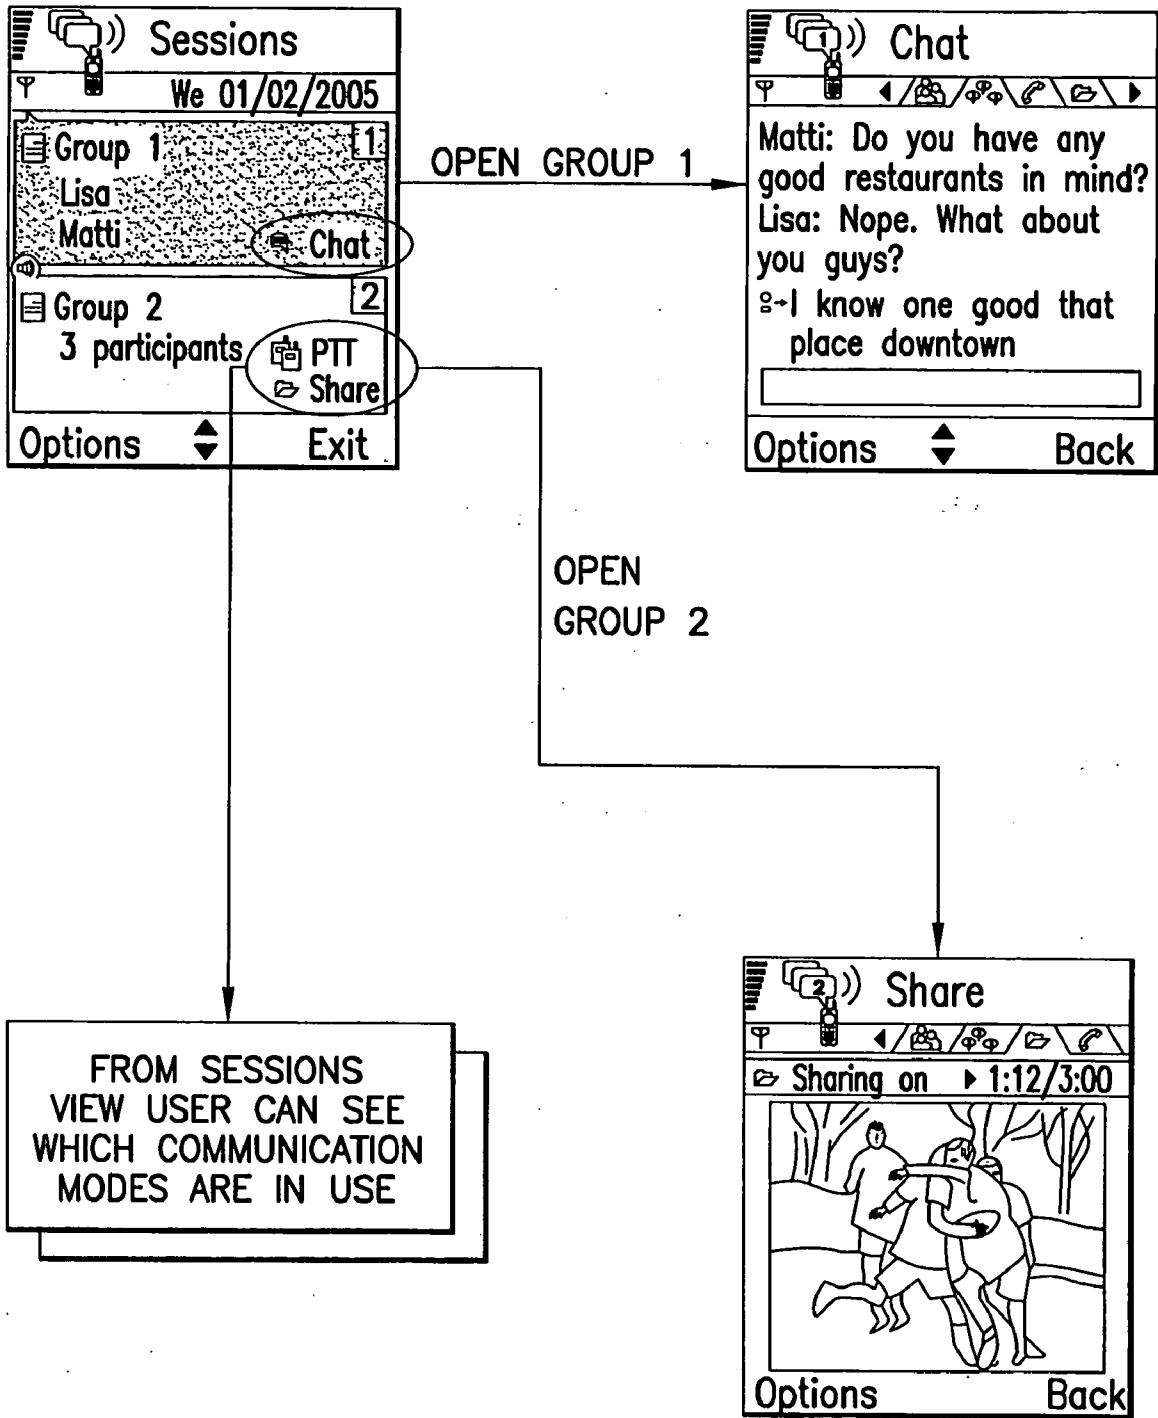 Sessions
We 01/02/2005
Group 1
1
Lisa
Matti
Chat
Group 2
2
3 participants
PTT
Share
Options
Exit
OPEN GROUP 1
1
Chat
Matti: Do you have any
good restaurants in mind?
Lisa: Nope. What about
you guys?
I know one good that
place downtown
Options
Back
OPEN
GROUP 2
FROM SESSIONS
VIEW USER CAN SEE
WHICH COMMUNICATION
MODES ARE IN USE
2
Share
Sharing on
1:12/3:00
Options
Back